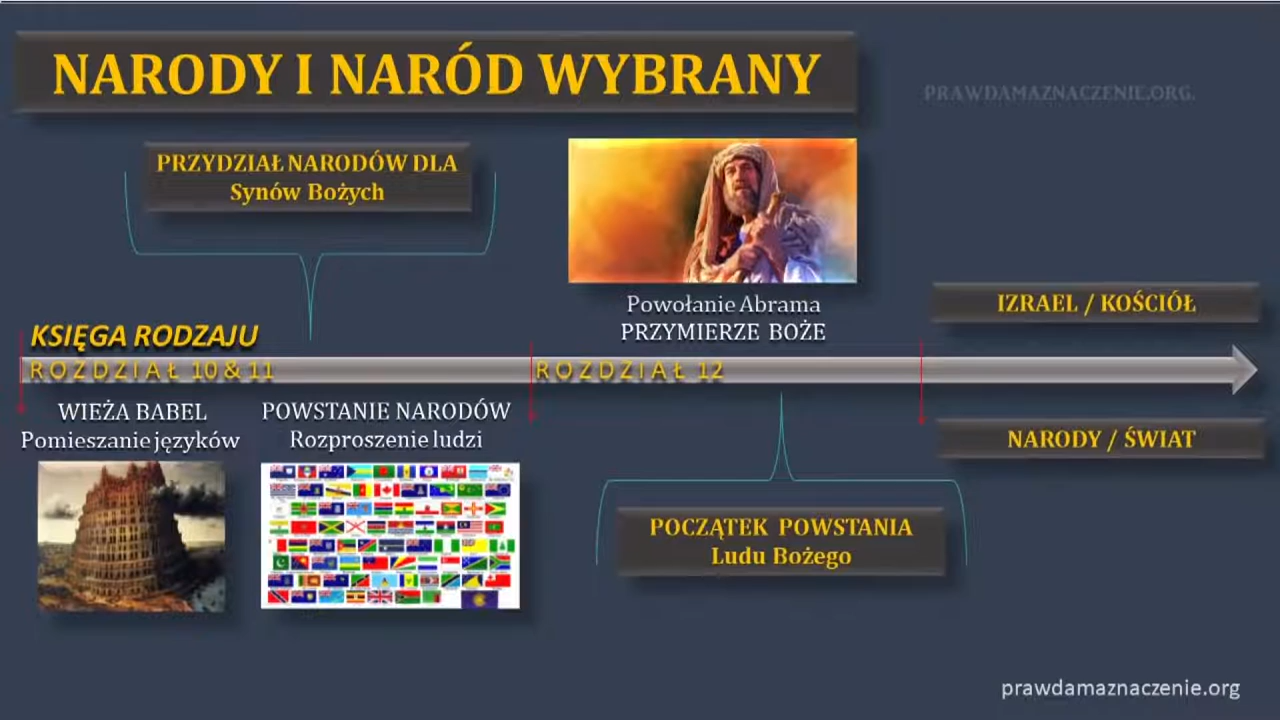 NARODY I NARÓD WYBRANY
PRAWDAMAZNACZENIE.ORG.
PRZYDZIAŁ NARODÓW DLA
Synów Bożych
Powołanie Abrama
PRZYMIERZE BOŻE
IZRAEL / KOŚCIÓŁ
KSIĘGA RODZAJU
ROZDZIAŁ 10 & 11
ROZDZIAŁ 12
WIEŻA BABEL
Pomieszanie języków
POWSTANIE NARODÓW
Rozproszenie ludzi
NARODY / ŚWIAT
POCZĄTEK POWSTANIA
Ludu Bożego
prawdamaznaczenie.org